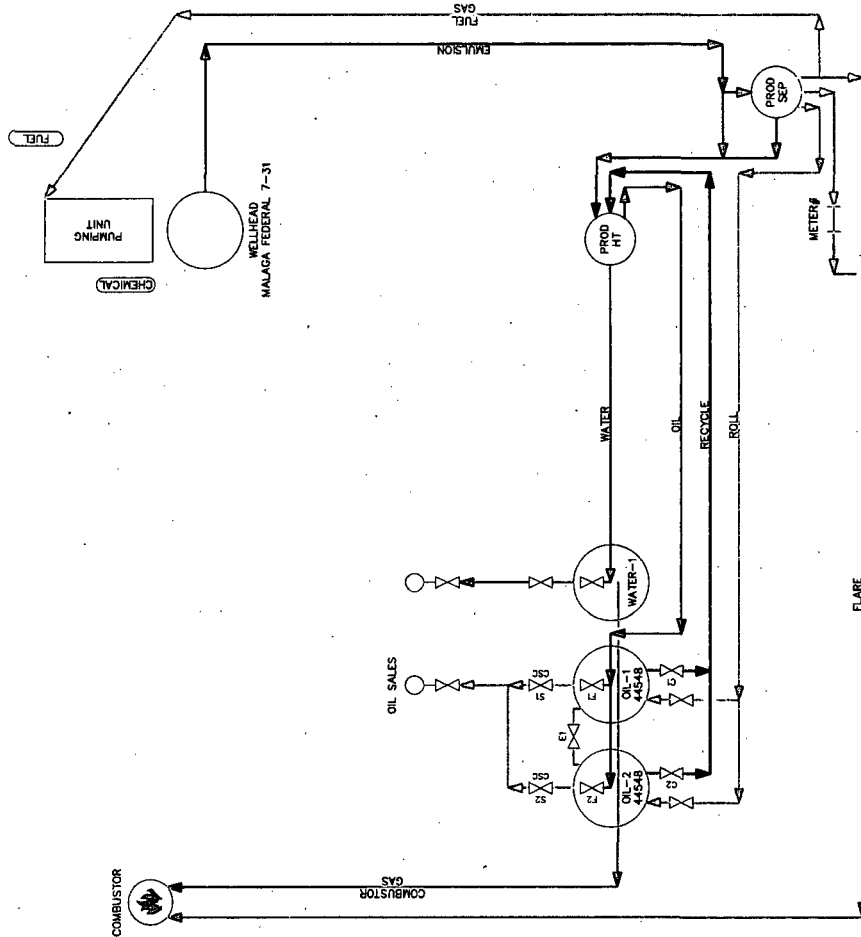 COMBUSTOR
COMBUSTOR
GAS
OIL SALES
S2
CSC
S1
CSC
E1
F2
F1
OIL-2
44548
OIL-1
44548
C2
C1
WATER-1
FLARE
WATER
OIL
RECYCLE
ROLL
CHEMICAL
PUMPING
UNIT
FUEL
WELLHEAD
MALAGA FEDERAL 7-31
PROD
HT
EMULSION
FUEL
GAS
PROD
SEP
METER#